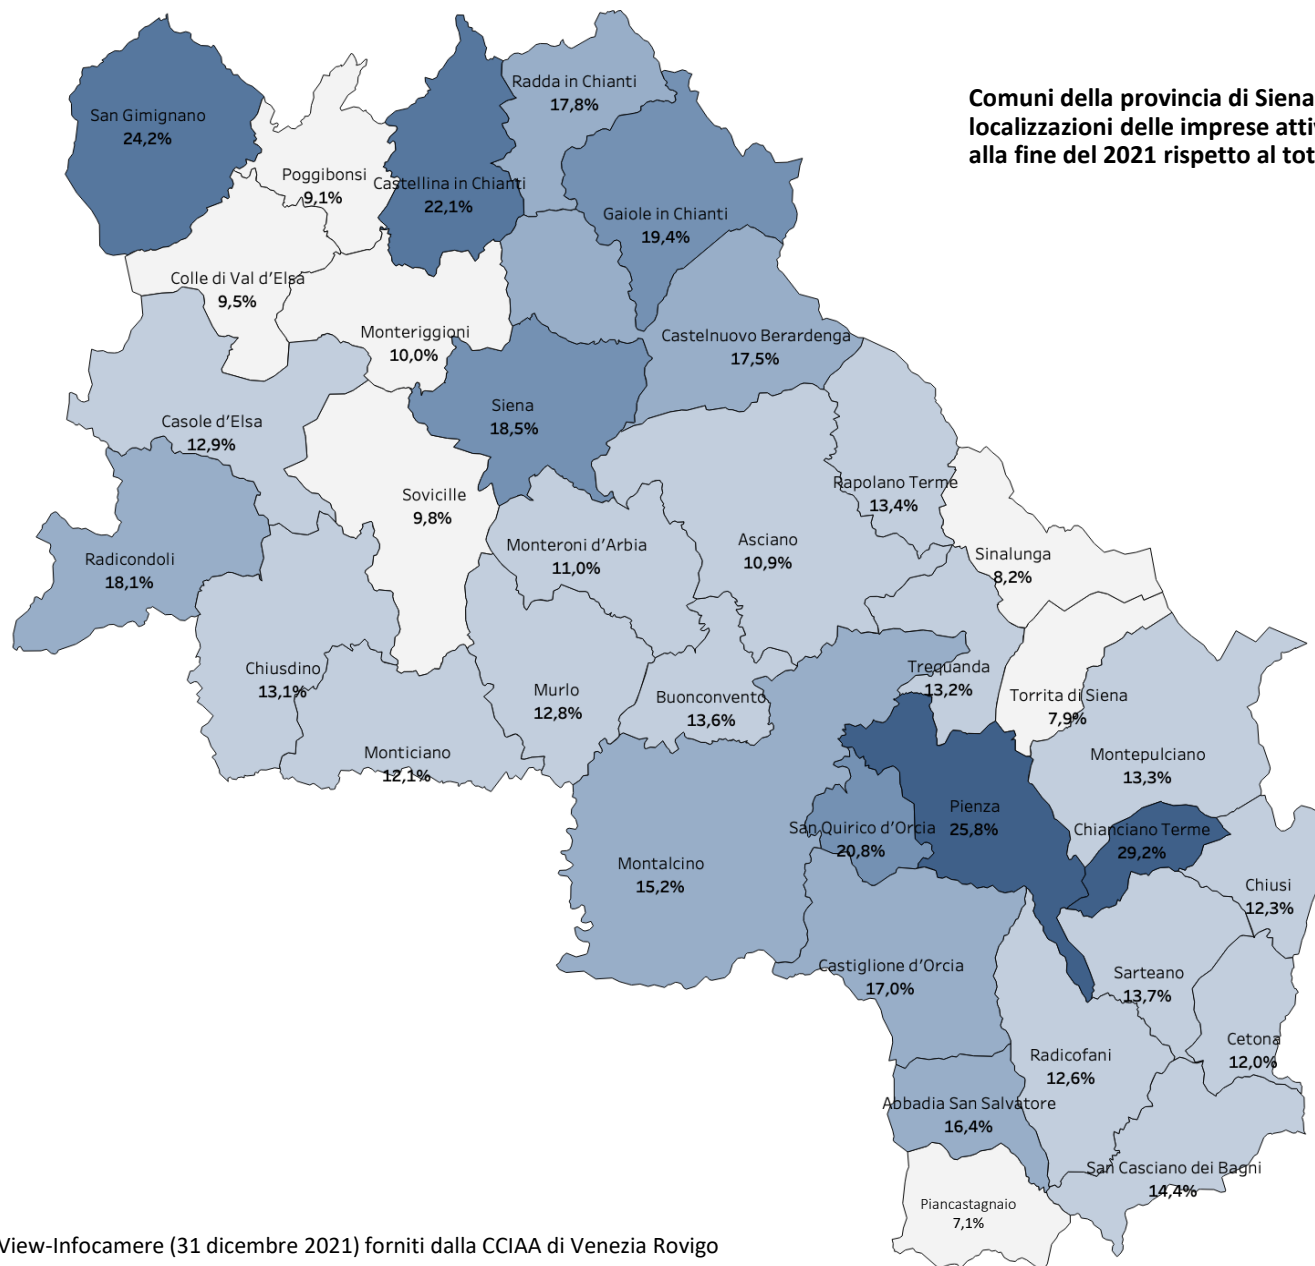 Comuni della provincia di Siena
localizzazioni delle imprese atti
alla fine del 2021 rispetto al tot
San Gimignano
24,2%
Poggibonsi
9,1%
Castellina in Chianti
22,1%
Radda in Chianti
17,8%
Gaiole in Chianti
19,4%
Colle di Val d'Elsa
9,5%
Monteriggioni
10,0%
Castelnuovo Berardenga
17,5%
Siena
18,5%
Casole d'Elsa
12,9%
Sovicille
9,8%
Rapolano Terme
13,4%
Radicondoli
18,1%
Monteroni d'Arbia
11,0%
Asciano
10,9%
Sinalunga
8,2%
Chiusdino
13,1%
Murlo
12,8%
Buonconvento
13,6%
Trequanda
13,2%
Torrita di Siena
7,9%
Monticiano
12,1%
Montepulciano
13,3%
Pienza
25,8%
San Quirico d'Orcia
20,8%
Chianciano Terme
29,2%
Montalcino
15,2%
Chiusi
12,3%
Castiglione d'Orcia
17,0%
Sarteano
13,7%
Cetona
12,0%
Radicofani
12,6%
Abbadia San Salvatore
16,4%
San Casciano dei Bagni
14,4%
Piancastagnaio
7,1%
View-Infocamere (31 dicembre 2021) forniti dalla CCIAA di Venezia Rovigo